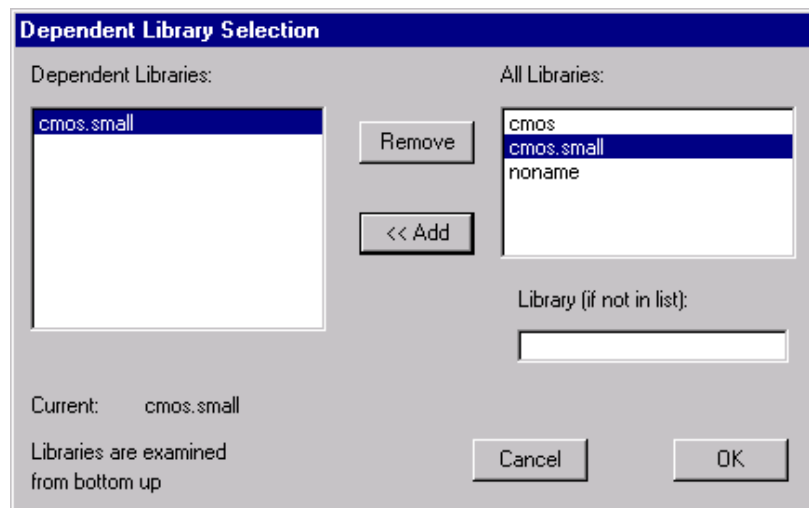 Dependent Library Selection
Dependent Libraries:
All Libraries:
cmos.small
Remove
<< Add
cmos
cmos.small
noname
Library (if not in list):
Current: cmos.small
Libraries are examined
from bottom up
Cancel
OK